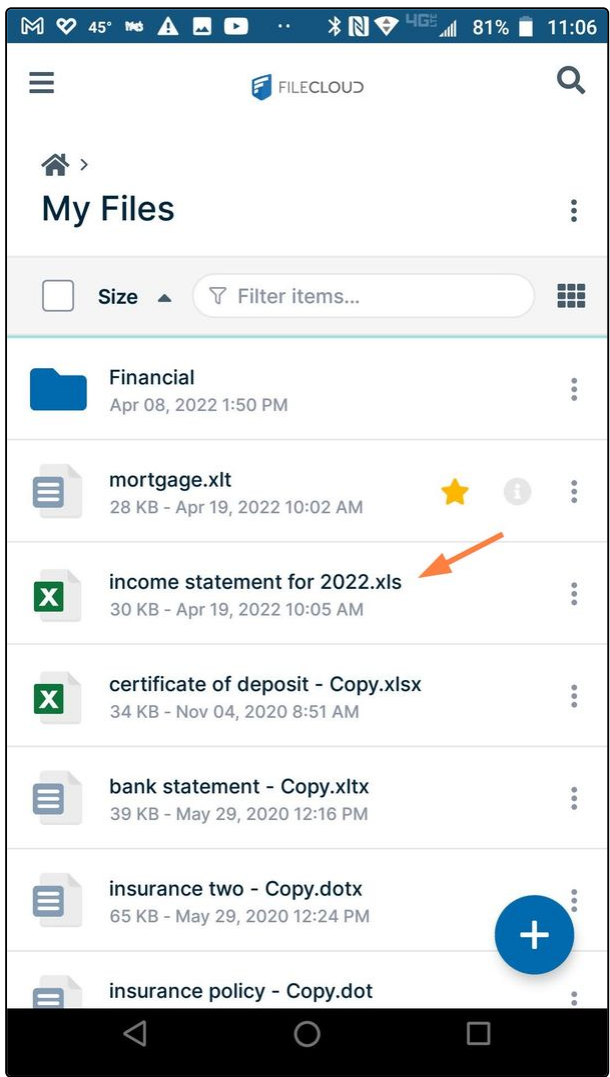 45° 4G 81% 11:06
FILECLOUD
My Files
Size Filter items...
Financial
Apr 08, 2022 1:50 PM
mortgage.xlt
28 KB - Apr 19, 2022 10:02 AM
income statement for 2022.xls
30 KB - Apr 19, 2022 10:05 AM
certificate of deposit - Copy.xlsx
34 KB - Nov 04, 2020 8:51 AM
bank statement - Copy.xltx
39 KB - May 29, 2020 12:16 PM
insurance two - Copy.dotx
65 KB - May 29, 2020 12:24 PM
insurance policy - Copy.dot